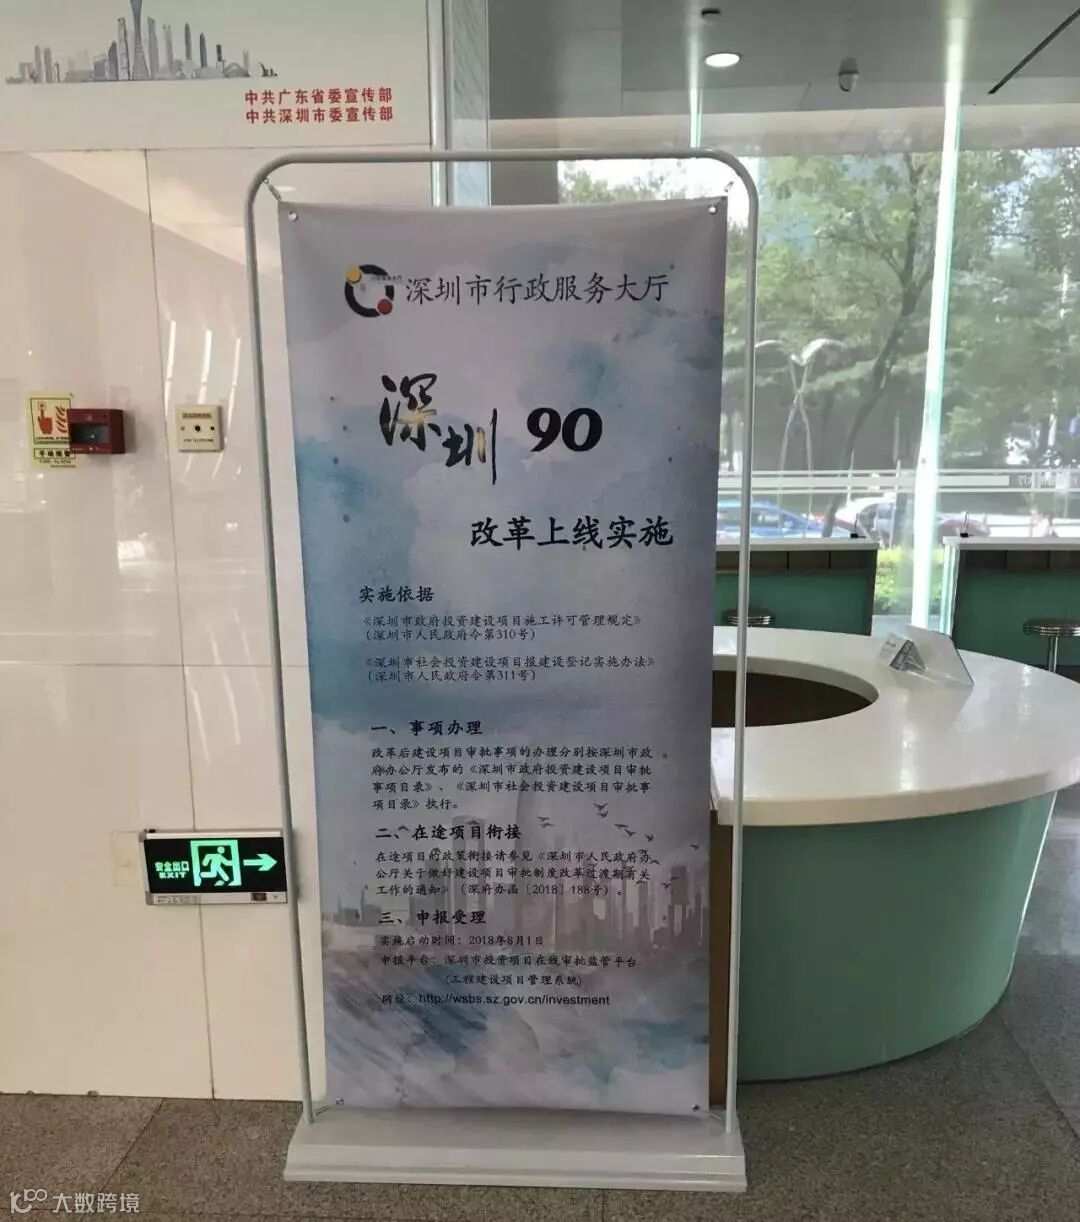 中共广东省委宣传部
中共深圳市委宣传部
深圳市行政服务大厅
深圳 90
改革上线实施
实施依据
《深圳市政府投资建设项目施工许可管理规定》
(深圳市人民政府令第310号)
《深圳市社会投资建设项目报建设登记实施办法》
(深圳市人民政府令第311号)
一、事项办理
改革后建设项目审批事项的办理分别按深圳市政
府办公厅发布的《深圳市政府投资建设项目审批
事项目录》、《深圳市社会投资建设项目审批事
项目录》执行。
二、在途项目衔接
在途项目的政策衔接请参见《深圳市人民政府办
公厅关于做好建设项目审批制度改革过渡期有关
工作的通知》(深府办函〔2018〕188号)。
三、申报受理
实施启动时间：2018年8月1日
申报平台：深圳市投资项目在线审批监管平台
(工程建设项目管理系统)
网址：http://wsbs.sz.gov.cn/investment
手动报警
安全出口
EXIT
大数跨境